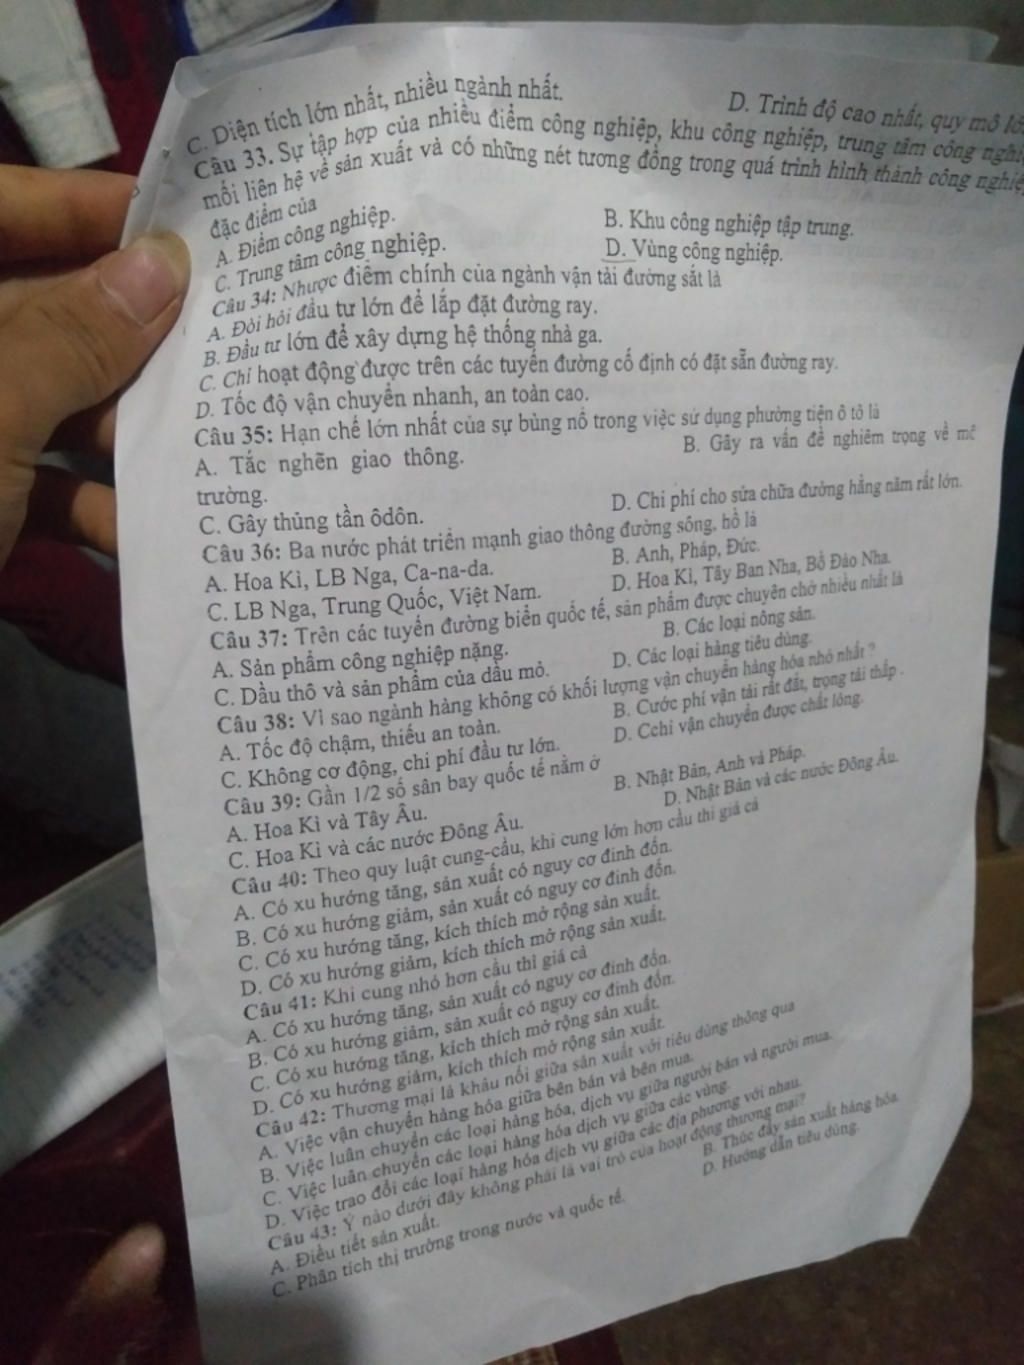 C. Diện tích lớn nhất, nhiều ngành nhất.
D. Trình độ cao nhất, quy mô
Câu 33. Sự tập hợp của nhiều điểm công nghiệp, khu công nghiệp, trung tâm công
mối liên hệ về sản xuất và có những nét tương đồng trong quá trình hình thành công
đặc điểm của
A. Điểm công nghiệp.
B. Khu công nghiệp tập trung.
C. Trung tâm công nghiệp.
D. Vùng công nghiệp.
Câu 34: Nhược điểm chính của ngành vận tải đường sắt là
A. Đòi hỏi đầu tư lớn để lắp đặt đường ray.
B. Đầu tư lớn để xây dựng hệ thống nhà ga.
C. Chỉ hoạt động được trên các tuyến đường cố định có đặt sẵn đường ray.
D. Tốc độ vận chuyển nhanh, an toàn cao.
Câu 35: Hạn chế lớn nhất của sự bùng nổ trong việc sử dụng phương tiện ô tô là
A. Tắc nghẽn giao thông.
B. Gây ra vấn đề nghiêm trọng về
trường.
C. Gây thủng tần ôdôn.
D. Chi phí cho sửa chữa đường hằng năm rất lớn.
Câu 36: Ba nước phát triển mạnh giao thông đường sông, hồ là
A. Hoa Kì, LB Nga, Ca-na-da.
B. Anh, Pháp, Đức.
C. LB Nga, Trung Quốc, Việt Nam.
D. Hoa Kì, Tây Ban Nha, Bồ Đào Nha.
Câu 37: Trên các tuyến đường biển quốc tế, sản phẩm được chuyên chở nhiều nhất là
A. Sản phẩm công nghiệp nặng.
B. Các loại nông sản.
C. Dầu thô và sản phẩm của dầu mỏ.
D. Các loại hàng tiêu dùng.
Câu 38: Vì sao ngành hàng không có khối lượng vận chuyển hàng hóa nhỏ nhất ?
A. Tốc độ chậm, thiếu an toàn.
B. Cước phí vận tải rất đắt, trọng tải thấp .
C. Không cơ động, chi phí đầu tư lớn.
D. Cchỉ vận chuyển được chất lỏng.
Câu 39: Gần 1/2 số sân bay quốc tế nằm ở
A. Hoa Kì và Tây Âu.
B. Nhật Bản, Anh và Pháp.
C. Hoa Kì và các nước Đông Âu.
D. Nhật Bản và các nước Đông Âu.
Câu 40: Theo quy luật cung-cầu, khi cung lớn hơn cầu thì giá cả
A. Có xu hướng tăng, sản xuất có nguy cơ đình đốn.
B. Có xu hướng giảm, sản xuất có nguy cơ đình đốn.
C. Có xu hướng tăng, kích thích mở rộng sản xuất.
D. Có xu hướng giảm, kích thích mở rộng sản xuất.
Câu 41: Khi cung nhỏ hơn cầu thì giá cả
A. Có xu hướng tăng, sản xuất có nguy cơ đình đốn.
B. Có xu hướng giảm, sản xuất có nguy cơ đình đốn.
C. Có xu hướng tăng, kích thích mở rộng sản xuất.
D. Có xu hướng giảm, kích thích mở rộng sản xuất.
Câu 42: Thương mại là khâu nối giữa sản xuất với tiêu dùng thông qua
A. Việc vận chuyển hàng hóa giữa bên bán và bên mua.
B. Việc luân chuyển các loại hàng hóa, dịch vụ giữa người bán và người mua.
C. Việc luân chuyển các loại hàng hóa dịch vụ giữa các vùng.
D. Việc trao đổi các loại hàng hóa dịch vụ giữa các địa phương với nhau.
Câu 43: Ý nào dưới đây không phải là vai trò của hoạt động thương mại?
A. Điều tiết sản xuất.
B. Thúc đẩy sản xuất hàng hóa
C. Phân tích thị trường trong nước và quốc tế.
D. Hướng dẫn tiêu dùng.